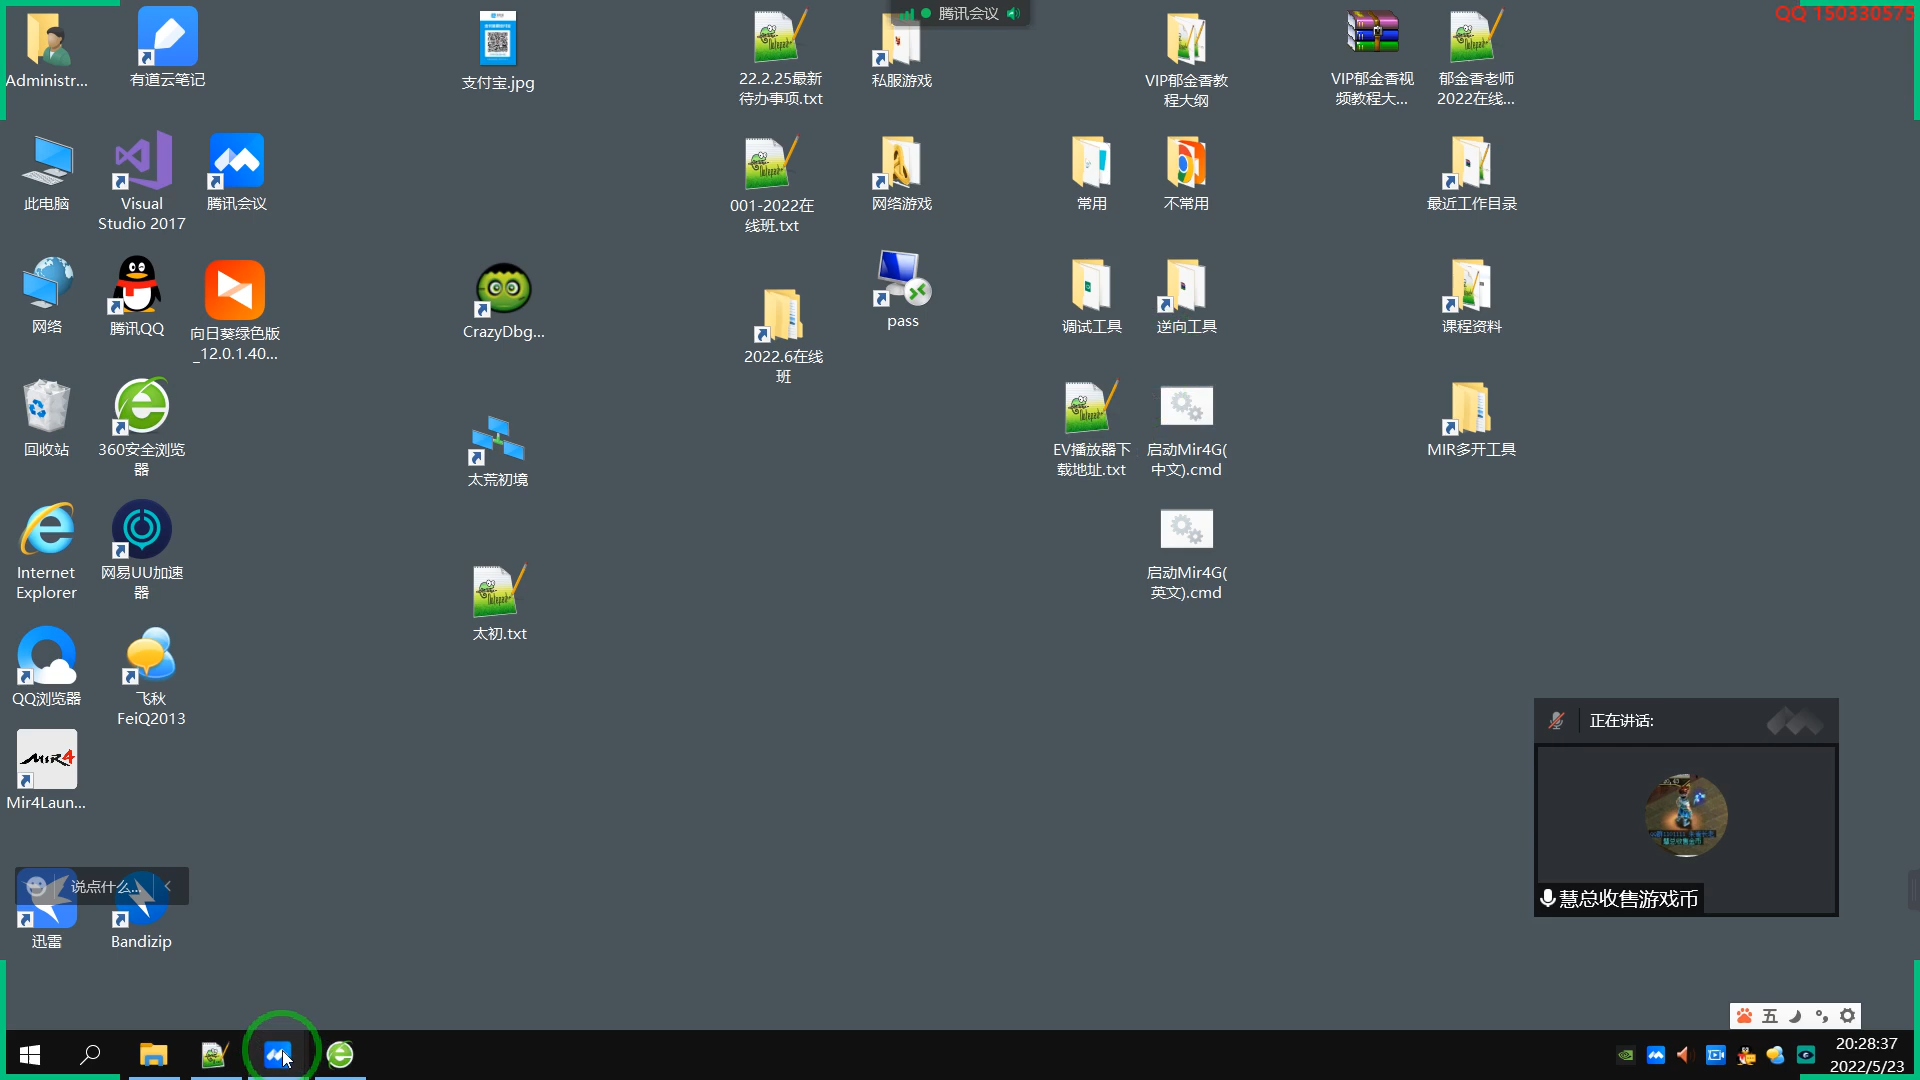 腾讯会议
QQ 150330575
Administr...
有道云笔记
支付宝.jpg
22.2.25最新
待办事项.txt
私服游戏
VIP郁金香教
程大纲
VIP郁金香视
频教程大...
郁金香老师
2022在线...
此电脑
Visual
Studio 2017
腾讯会议
001-2022在
线班.txt
网络游戏
常用
不常用
最近工作目录
网络
腾讯QQ
向日葵绿色版
_12.0.1.40...
CrazyDbg...
2022.6在线
班
pass
调试工具
逆向工具
课程资料
回收站
360安全浏览
器
太荒初境
EV播放器下
载地址.txt
启动Mir4G(
中文).cmd
MIR多开工具
Internet
Explorer
网易UU加速
器
太初.txt
启动Mir4G(
英文).cmd
QQ浏览器
飞秋
FeiQ2013
MIR4
Mir4Laun...
正在讲话:
慧总收售游戏币
说点什么...
迅雷
Bandizip
五
20:28:37
2022/5/23